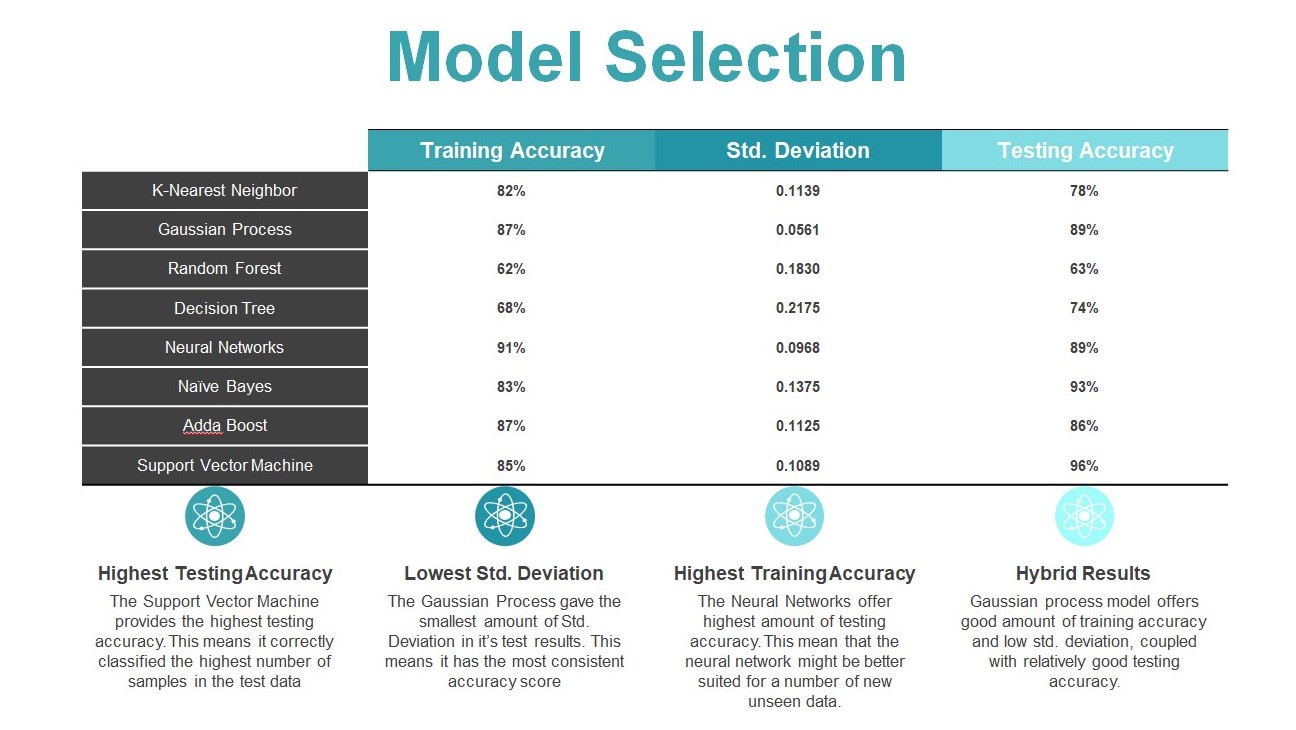 Model Selection
Training Accuracy Std. Deviation Testing Accuracy
K-Nearest Neighbor 82% 0.1139 78%
Gaussian Process 87% 0.0561 89%
Random Forest 62% 0.1830 63%
Decision Tree 68% 0.2175 74%
Neural Networks 91% 0.0968 89%
Naïve Bayes 83% 0.1375 93%
Adda Boost 87% 0.1125 86%
Support Vector Machine 85% 0.1089 96%
Highest Testing Accuracy
The Support Vector Machine
provides the highest testing
accuracy. This means it correctly
classified the highest number of
samples in the test data
Lowest Std. Deviation
The Gaussian Process gave the
smallest amount of Std.
Deviation in it's test results. This
means it has the most consistent
accuracy score
Highest Training Accuracy
The Neural Networks offer
highest amount of testing
accuracy. This mean that the
neural network might be better
suited for a number of new
unseen data.
Hybrid Results
Gaussian process model offers
good amount of training accuracy
and low std. deviation, coupled
with relatively good testing
accuracy.